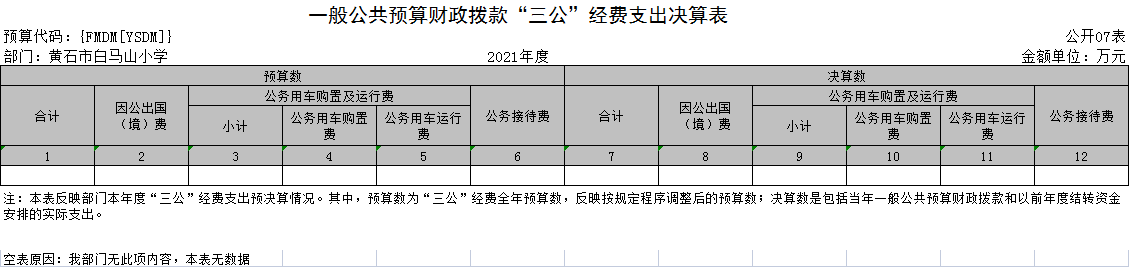 一般公共预算财政拨款“三公”经费支出决算表
预算代码：{FMDM[YSDM]}
公开07表
部门：黄石市白马山小学
2021年度
金额单位：万元
预算数
决算数
合计
因公出国
（境）费
公务用车购置及运行费
公务接待费
合计
因公出国
（境）费
公务用车购置及运行费
公务接待费
小计
公务用车购置
费
公务用车运行
费
小计
公务用车购置
费
公务用车运行
费
1 2 3 4 5 6 7 8 9 10 11 12
注：本表反映部门本年度“三公”经费支出预决算情况。其中，预算数为“三公”经费全年预算数，反映按规定程序调整后的预算数；决算数是包括当年一般公共预算财政拨款和以前年度结转资金
安排的实际支出。
空表原因：我部门无此项内容，本表无数据